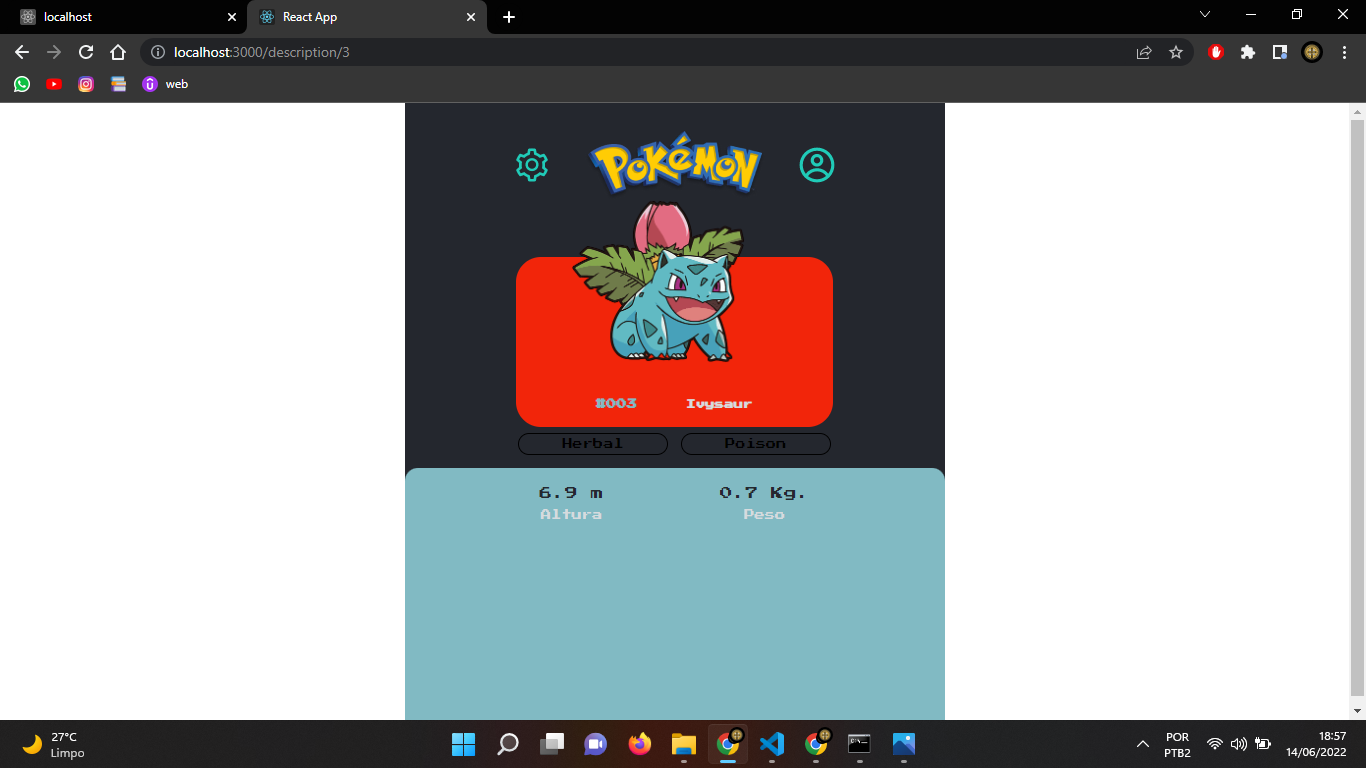 localhost
React App
localhost:3000/description/3
web
POKéMON
#003 Ivysaur
Herbal Poison
6.9 m 0.7 Kg.
Altura Peso
27°C
Limpo
POR
PTB2
18:57
14/06/2022